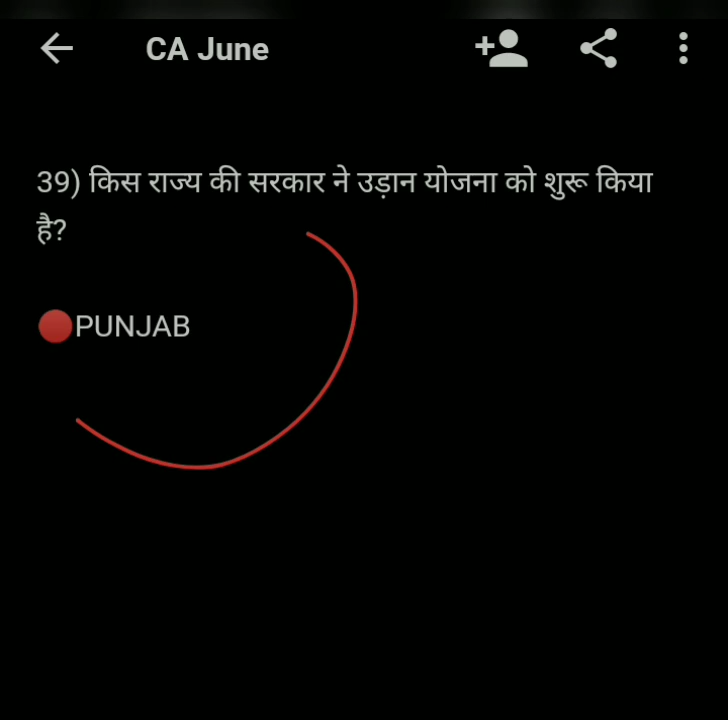 CA June
39) किस राज्य की सरकार ने उड़ान योजना को शुरू किया
है?
🔴PUNJAB